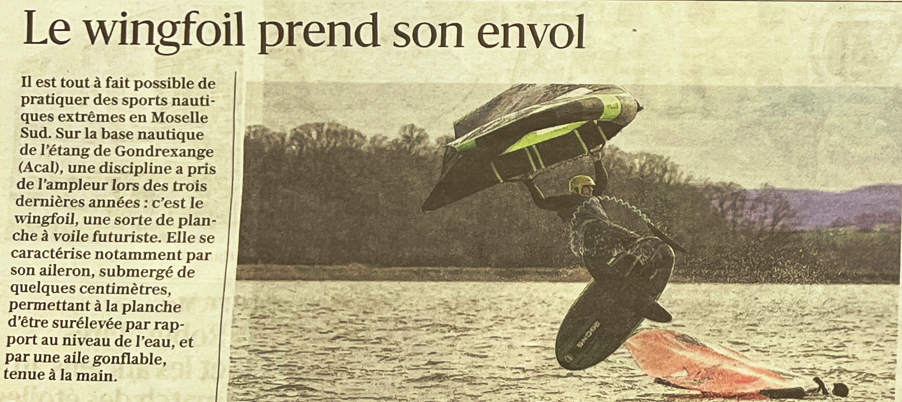 Le wingfoil prend son envol
Il est tout à fait possible de
pratiquer des sports nauti-
ques extrêmes en Moselle
Sud. Sur la base nautique
de l'étang de Gondrexange
(Acal), une discipline a pris
de l'ampleur lors des trois
dernières années : c'est le
wingfoil, une sorte de plan-
che à voile futuriste. Elle se
caractérise notamment par
son aileron, submergé de
quelques centimètres,
permettant à la planche
d'être surélevée par rap-
port au niveau de l'eau, et
par une aile gonflable,
tenue à la main.